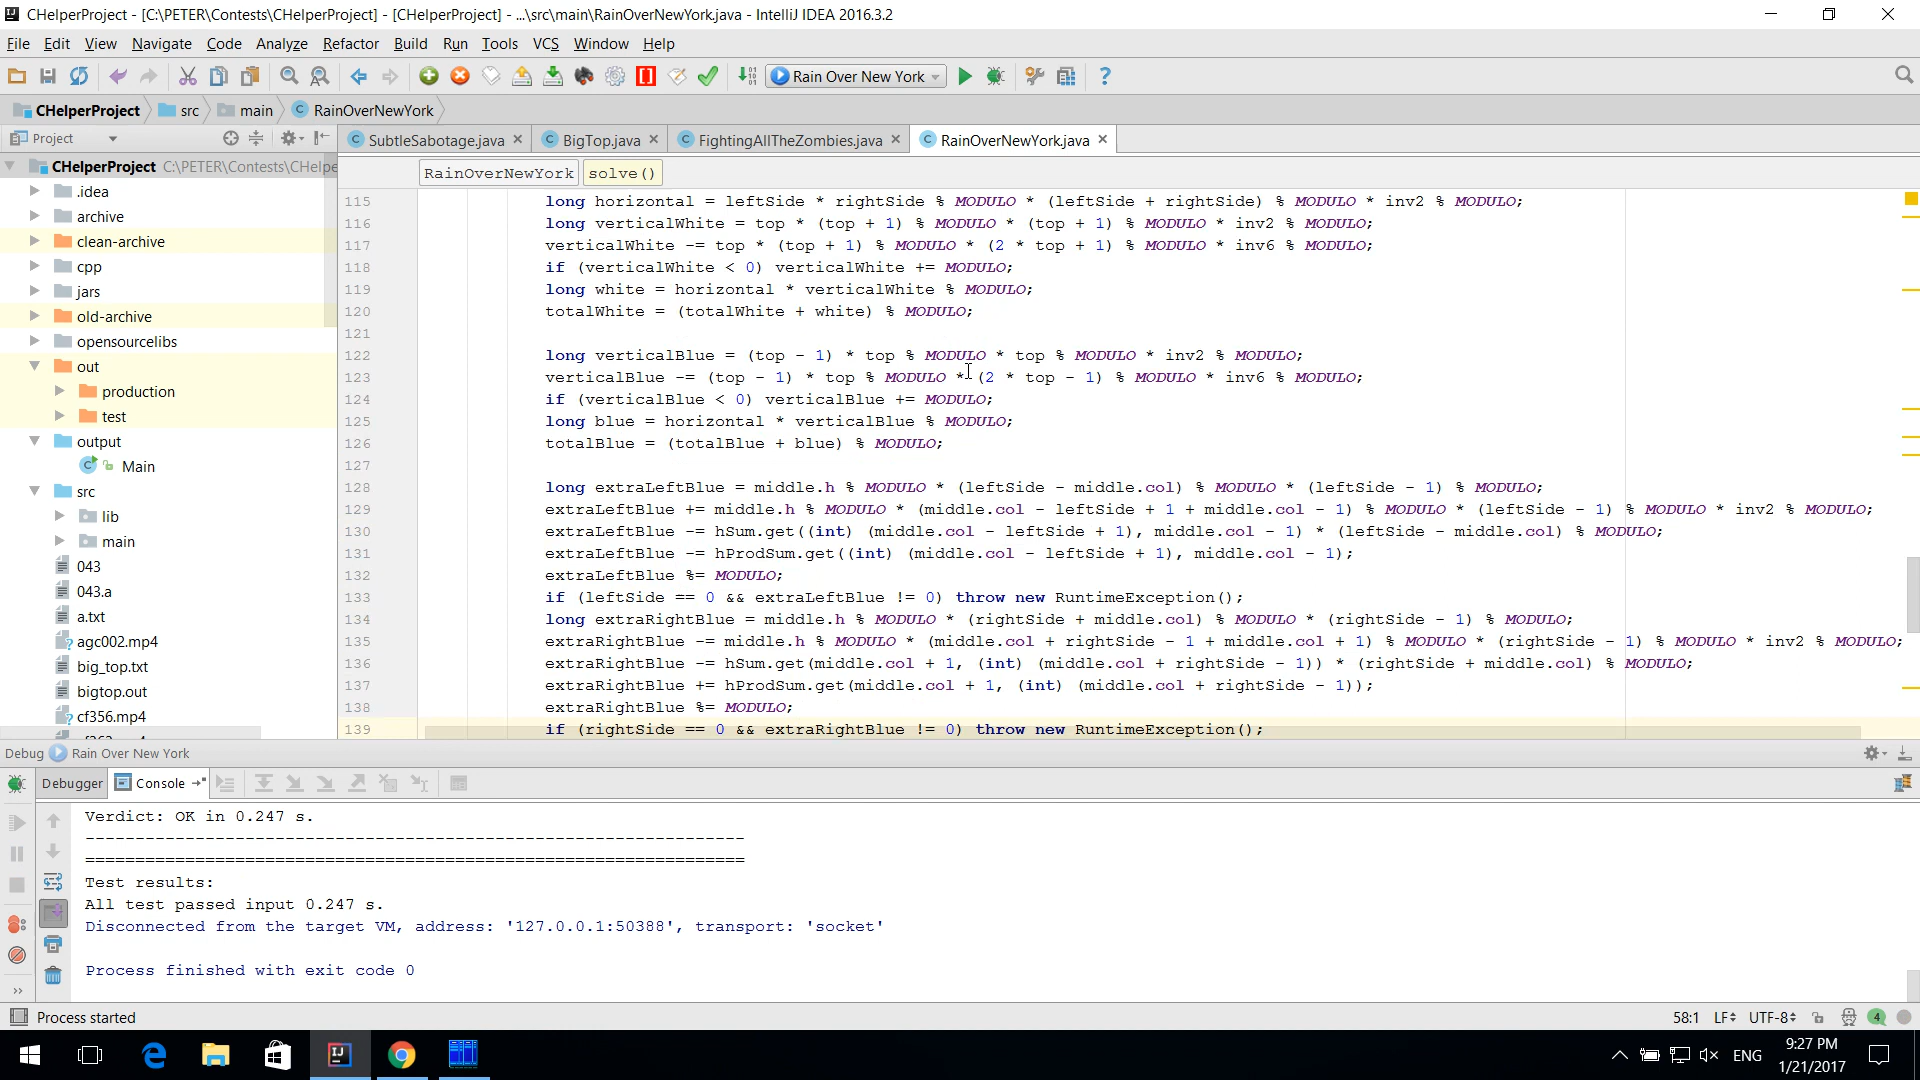 CHelperProject - [C:\PETER\Contests\CHelperProject] - [CHelperProject] - ...\src\main\RainOverNewYork.java - IntelliJ IDEA 2016.3.2
File Edit View Navigate Code Analyze Refactor Build Run Tools VCS Window Help
Rain Over New York
CHelperProject src main RainOverNewYork
Project
SubtleSabotage.java BigTop.java FightingAllTheZombies.java RainOverNewYork.java
CHelperProject C:\PETER\Contests\CHelpe
.idea
archive
clean-archive
cpp
jars
old-archive
opensourcelibs
out
production
test
output
Main
src
lib
main
043
043.a
a.txt
agc002.mp4
big_top.txt
bigtop.out
cf356.mp4
RainOverNewYork solve()
115 long horizontal = leftSide * rightSide % MODULO * (leftSide + rightSide) % MODULO * inv2 % MODULO;
116 long verticalWhite = top * (top + 1) % MODULO * (top + 1) % MODULO * inv2 % MODULO;
117 verticalWhite -= top * (top + 1) % MODULO * (2 * top + 1) % MODULO * inv6 % MODULO;
118 if (verticalWhite < 0) verticalWhite += MODULO;
119 long white = horizontal * verticalWhite % MODULO;
120 totalWhite = (totalWhite + white) % MODULO;
121
122 long verticalBlue = (top - 1) * top % MODULO * top % MODULO * inv2 % MODULO;
123 verticalBlue -= (top - 1) * top % MODULO * (2 * top - 1) % MODULO * inv6 % MODULO;
124 if (verticalBlue < 0) verticalBlue += MODULO;
125 long blue = horizontal * verticalBlue % MODULO;
126 totalBlue = (totalBlue + blue) % MODULO;
127
128 long extraLeftBlue = middle.h % MODULO * (leftSide - middle.col) % MODULO * (leftSide - 1) % MODULO;
129 extraLeftBlue += middle.h % MODULO * (middle.col - leftSide + 1 + middle.col - 1) % MODULO * (leftSide - 1) % MODULO * inv2 % MODULO;
130 extraLeftBlue -= hSum.get((int) (middle.col - leftSide + 1), middle.col - 1) * (leftSide - middle.col) % MODULO;
131 extraLeftBlue -= hProdSum.get((int) (middle.col - leftSide + 1), middle.col - 1);
132 extraLeftBlue %= MODULO;
133 if (leftSide == 0 && extraLeftBlue != 0) throw new RuntimeException();
134 long extraRightBlue = middle.h % MODULO * (rightSide + middle.col) % MODULO * (rightSide - 1) % MODULO;
135 extraRightBlue -= middle.h % MODULO * (middle.col + rightSide - 1 + middle.col + 1) % MODULO * (rightSide - 1) % MODULO * inv2 % MODULO;
136 extraRightBlue -= hSum.get(middle.col + 1, (int) (middle.col + rightSide - 1)) * (rightSide + middle.col) % MODULO;
137 extraRightBlue += hProdSum.get(middle.col + 1, (int) (middle.col + rightSide - 1));
138 extraRightBlue %= MODULO;
139 if (rightSide == 0 && extraRightBlue != 0) throw new RuntimeException();
Debug Rain Over New York
Debugger Console
Verdict: OK in 0.247 s.
------------------------------------------------------------------
==================================================================
Test results:
All test passed input 0.247 s.
Disconnected from the target VM, address: '127.0.0.1:50388', transport: 'socket'
Process finished with exit code 0
Process started 58:1 LF UTF-8 4
ENG 9:27 PM
1/21/2017